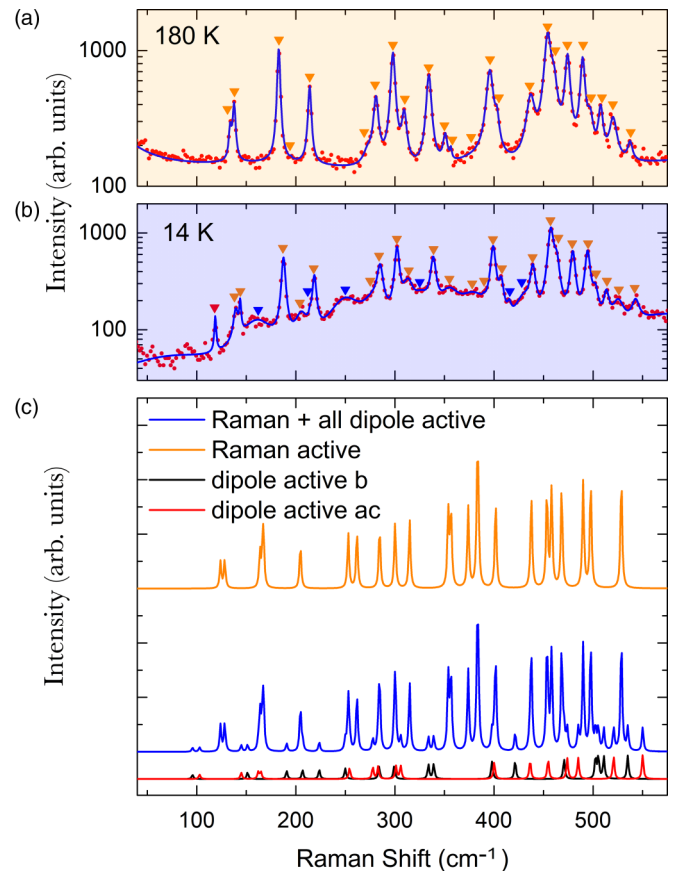 (a)
180 K
1000
100
(b)
14 K
1000
100
Intensity (arb. units)
(c)
Raman + all dipole active
Raman active
dipole active b
dipole active ac
Intensity (arb. units)
100
200
300
400
500
Raman Shift (cm⁻¹)